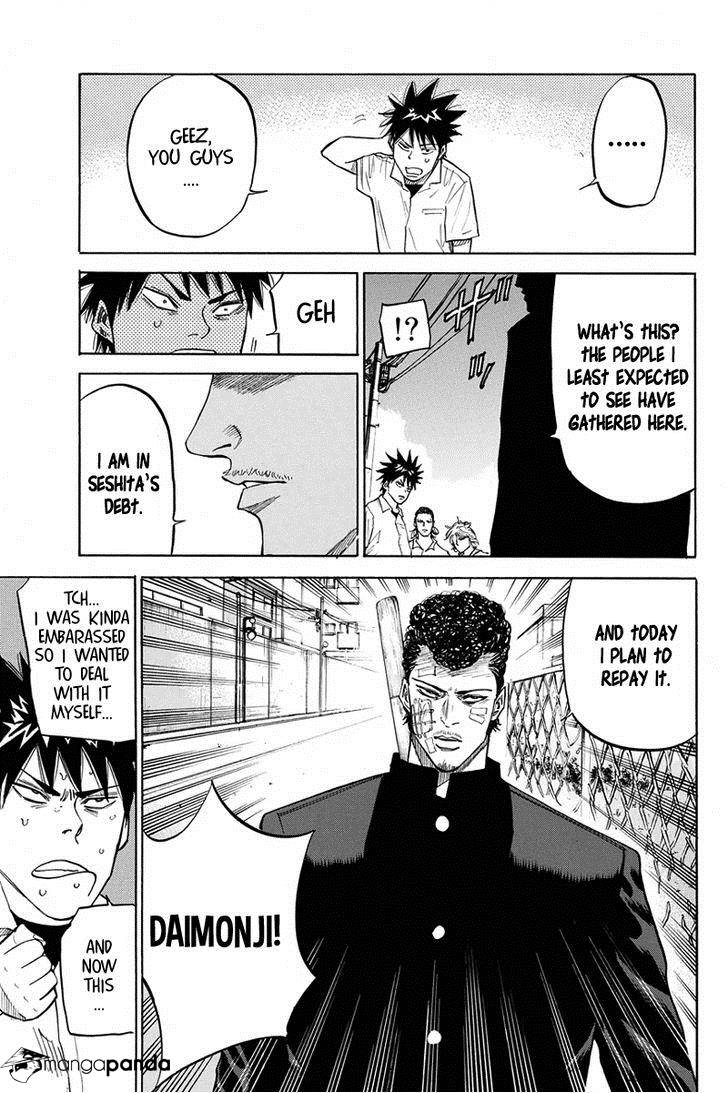 .....
GEEZ,
YOU GUYS
....
WHAT'S THIS?
THE PEOPLE I
LEAST EXPECTED
TO SEE HAVE
GATHERED HERE.
!?
GEH
I AM IN
SESHITA'S
DEBT.
AND TODAY
I PLAN TO
REPAY IT.
DAIMONJI!
TCH...
I WAS KINDA
EMBARASSED
SO I WANTED
TO DEAL
WITH IT
MYSELF...
AND
NOW
THIS
...
mangapanda